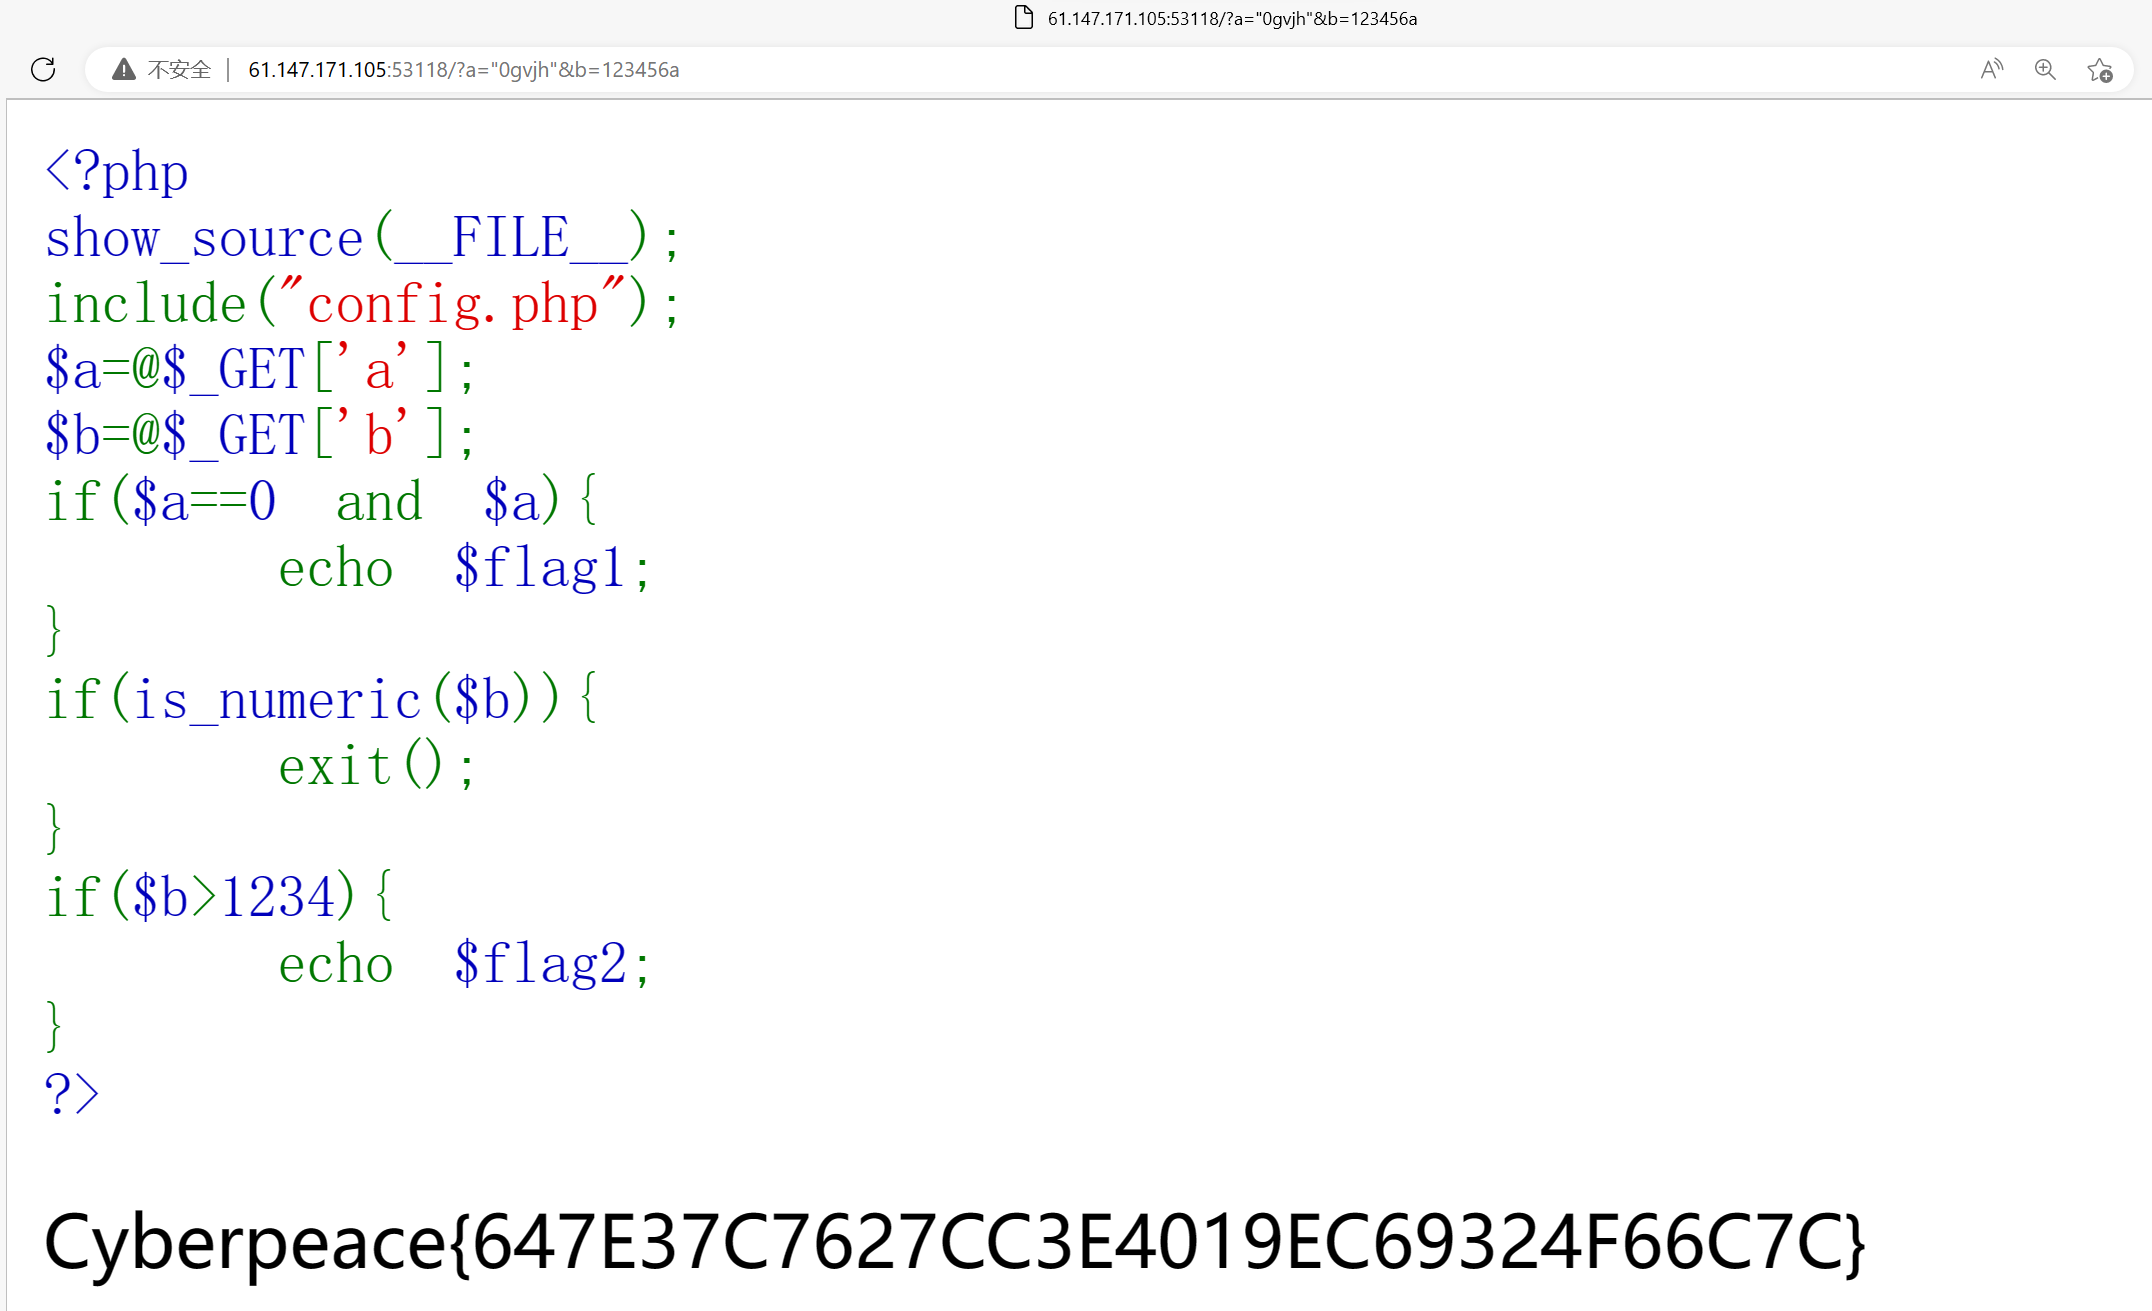 61.147.171.105:53118/?a="0gvjh"&b=123456a
不安全 | 61.147.171.105:53118/?a="0gvjh"&b=123456a
<?php
show_source(__FILE__);
include("config.php");
$a=@$_GET['a'];
$b=@$_GET['b'];
if($a==0 and $a){
echo $flag1;
}
if(is_numeric($b)){
exit();
}
if($b>1234){
echo $flag2;
}
?>
Cyberpeace{647E37C7627CC3E4019EC69324F66C7C}